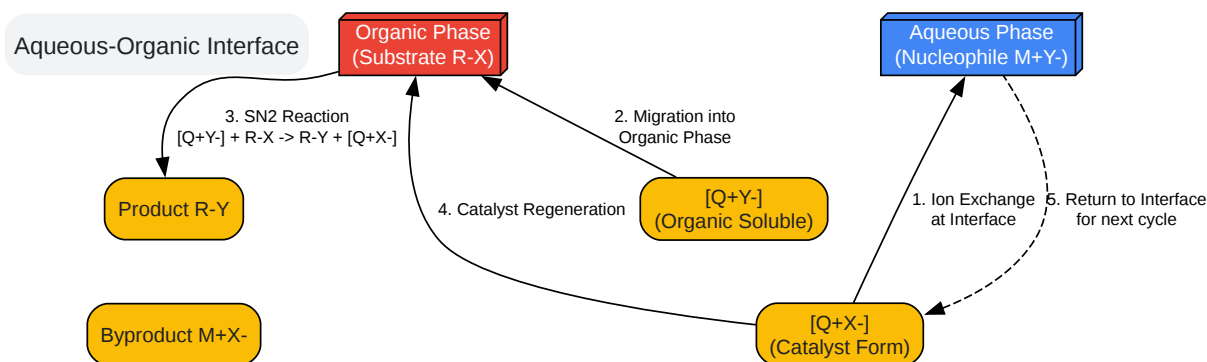 Aqueous-Organic Interface
Organic Phase
(Substrate R-X)
Aqueous Phase
(Nucleophile M+Y-)
3. SN2 Reaction
[Q+Y-] + R-X -> R-Y + [Q+X-]
2. Migration into
Organic Phase
Product R-Y
4. Catalyst Regeneration
[Q+Y-]
(Organic Soluble)
1. Ion Exchange
at Interface
5. Return to Interface
for next cycle
Byproduct M+X-
[Q+X-]
(Catalyst Form)